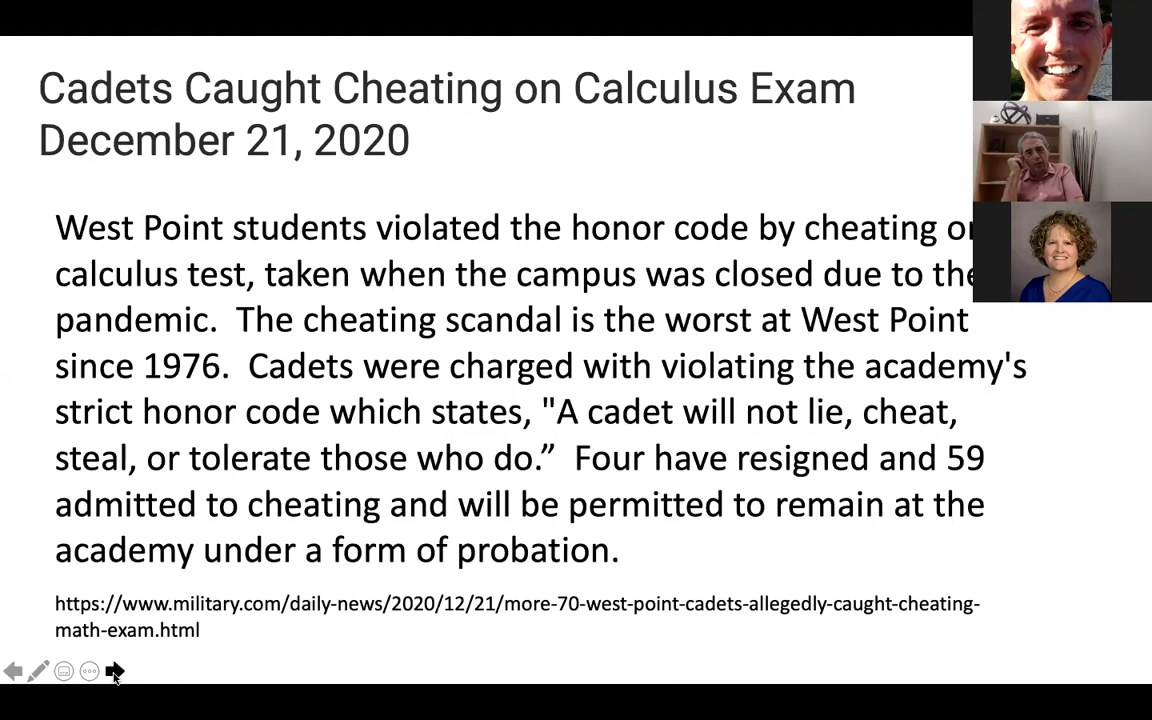 Cadets Caught Cheating on Calculus Exam
December 21, 2020
West Point students violated the honor code by cheating
calculus test, taken when the campus was closed due to the
pandemic.  The cheating scandal is the worst at West Point
since 1976.  Cadets were charged with violating the academy's
strict honor code which states, "A cadet will not lie, cheat,
steal, or tolerate those who do.”  Four have resigned and 59
admitted to cheating and will be permitted to remain at the
academy under a form of probation.
https://www.military.com/daily-news/2020/12/21/more-70-west-point-cadets-allegedly-caught-cheating-
math-exam.html